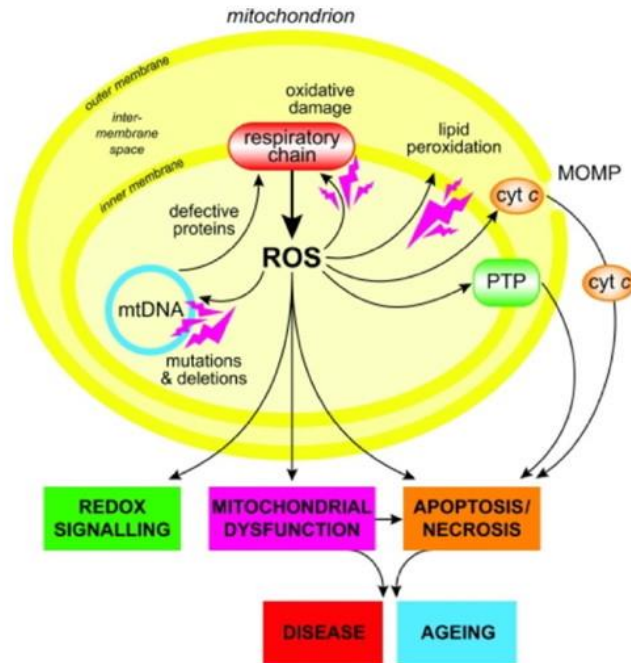 mitochondrion
outer membrane
inter-
membrane
space
inner membrane
oxidative
damage
respiratory
chain
lipid
peroxidation
MOMP
cyt c
defective
proteins
ROS
PTP
cyt c
mtDNA
mutations
& deletions
REDOX
SIGNALLING
MITOCHONDRIAL
DYSFUNCTION
APOPTOSIS/
NECROSIS
DISEASE
AGEING